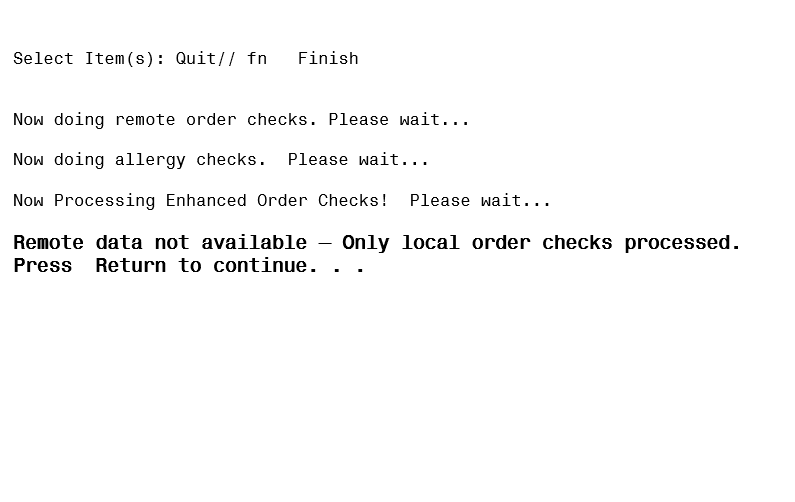 Select Item(s): Quit// fn   Finish
Now doing remote order checks. Please wait...
Now doing allergy checks.  Please wait...
Now Processing Enhanced Order Checks!  Please wait...
Remote data not available – Only local order checks processed.
Press  Return to continue. . .